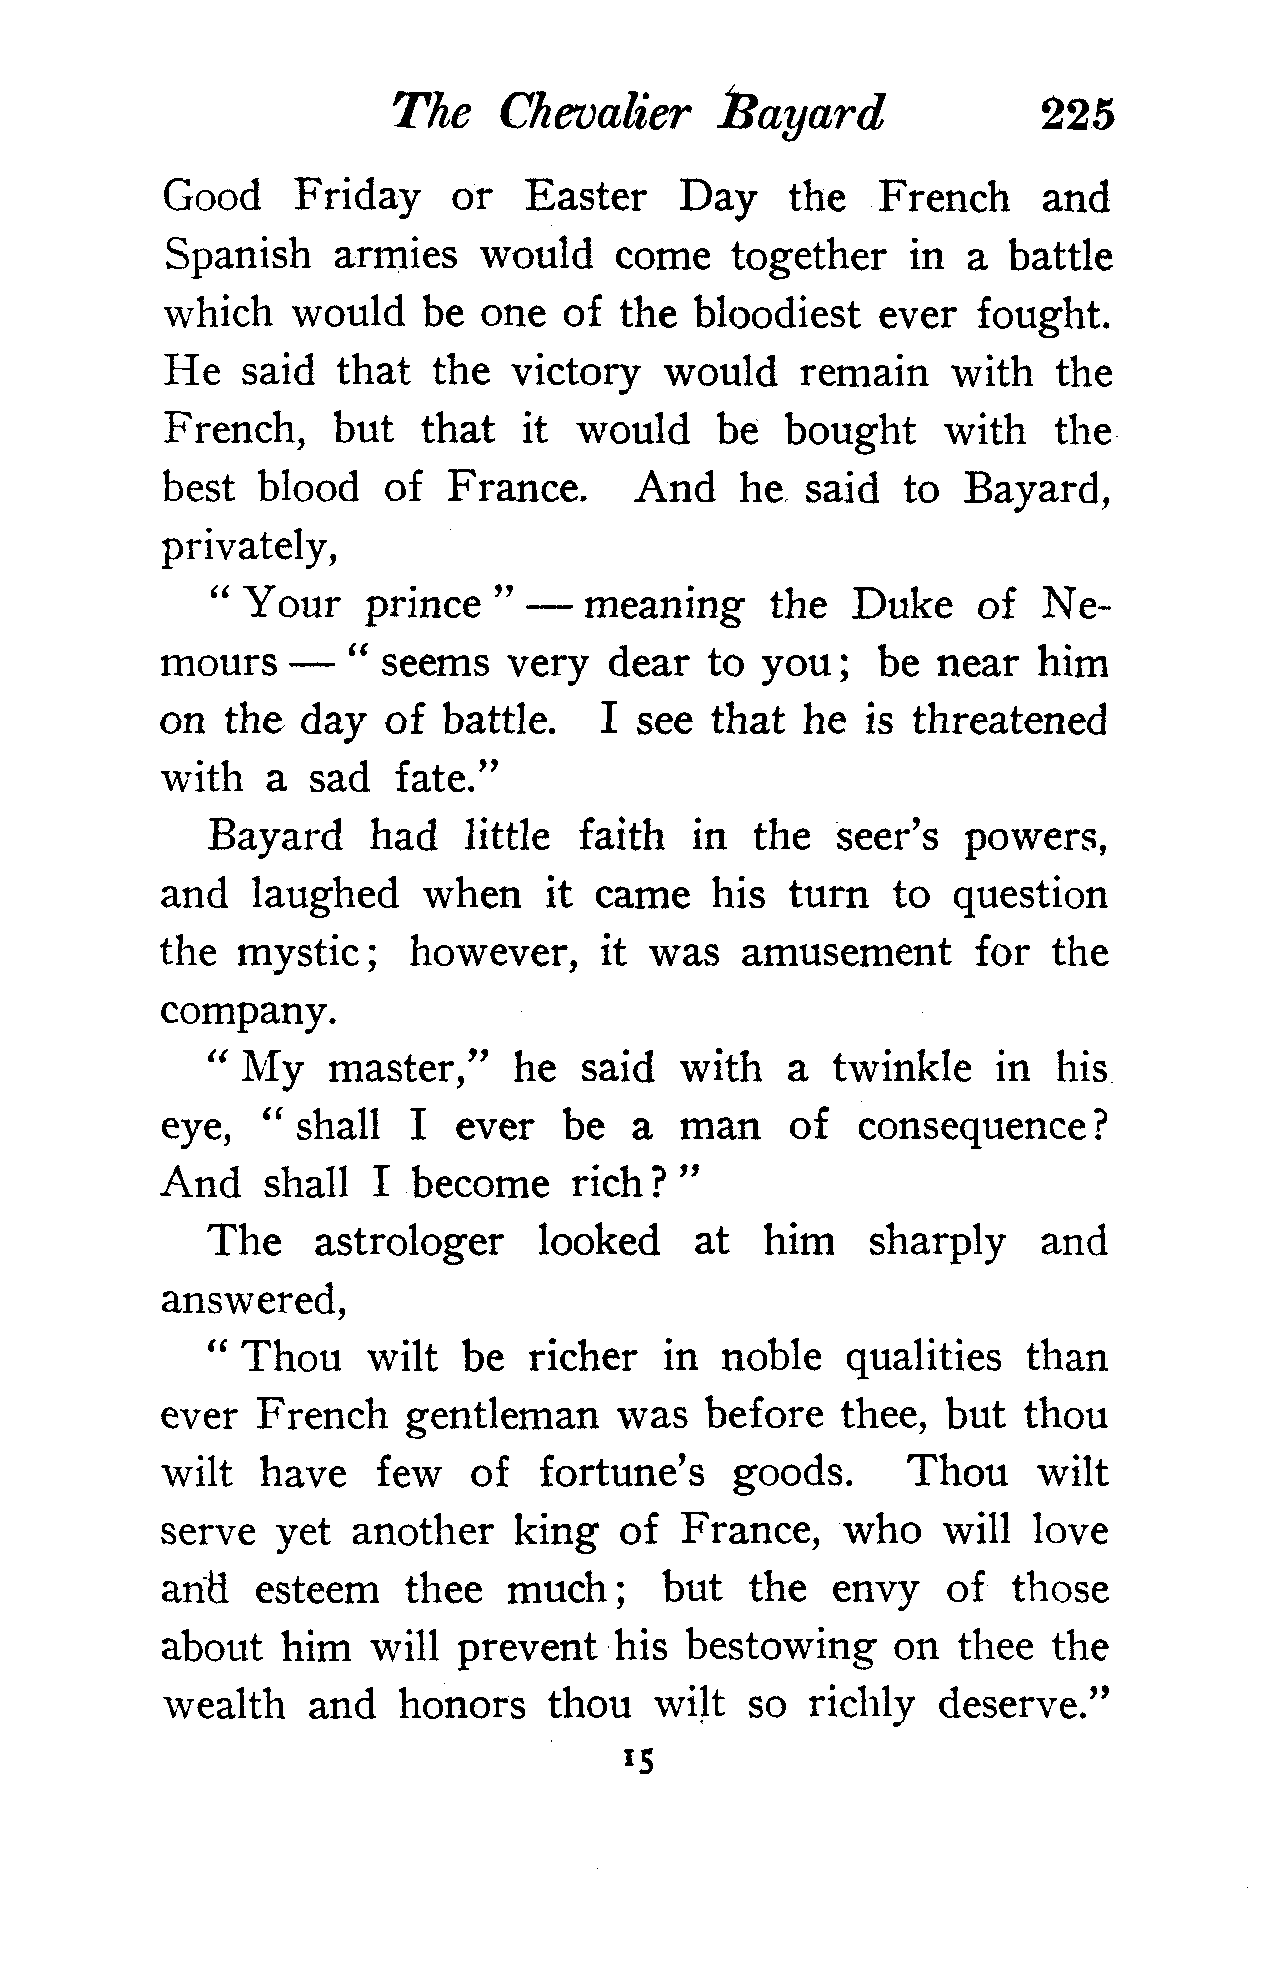 The Chevalier Bayard 225
Good Friday or Easter Day the French and
Spanish armies would come together in a battle
which would be one of the bloodiest ever fought.
He said that the victory would remain with the
French, but that it would be bought with the
best blood of France. And he said to Bayard,
privately,
" Your prince " — meaning the Duke of Ne-
mours — " seems very dear to you; be near him
on the day of battle. I see that he is threatened
with a sad fate."
Bayard had little faith in the seer's powers,
and laughed when it came his turn to question
the mystic; however, it was amusement for the
company.
" My master," he said with a twinkle in his
eye, " shall I ever be a man of consequence?
And shall I become rich? "
The astrologer looked at him sharply and
answered,
" Thou wilt be richer in noble qualities than
ever French gentleman was before thee, but thou
wilt have few of fortune's goods. Thou wilt
serve yet another king of France, who will love
and esteem thee much; but the envy of those
about him will prevent his bestowing on thee the
wealth and honors thou wilt so richly deserve."
15